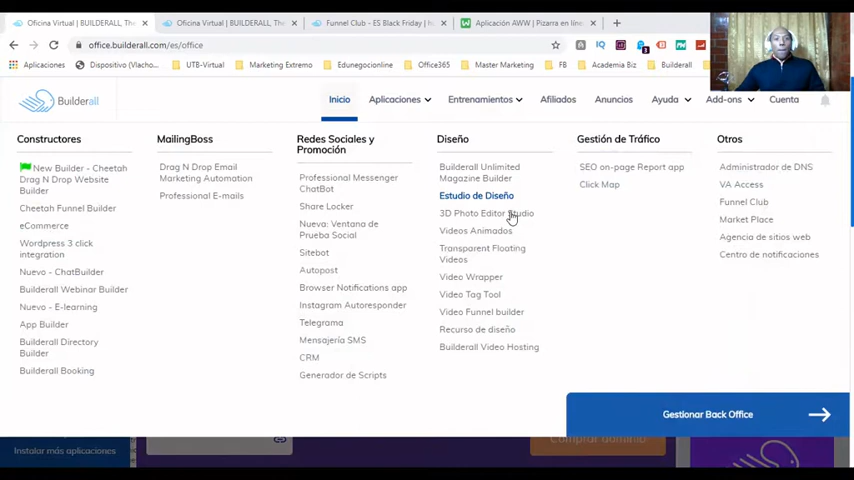 Oficina Virtual | BUILDERALL, The
Oficina Virtual | BUILDERALL, The
Funnel Club - ES Black Friday | h
Aplicación AWW | Pizarra en línea
office.builderall.com/es/office
Aplicaciones
Dispositivo (Vlacho...
UTB-Virtual
Marketing Extremo
Edunegocionline
Office365
Master Marketing
FB
Academia Biz
Builderall
Builderall
Inicio
Aplicaciones
Entrenamientos
Afiliados
Anuncios
Ayuda
Add-ons
Cuenta
Constructores
New Builder - Cheetah
Drag N Drop Website
Builder
Cheetah Funnel Builder
eCommerce
Wordpress 3 click
integration
Nuevo - ChatBuilder
Builderall Webinar Builder
Nuevo - E-learning
App Builder
Builderall Directory
Builder
Builderall Booking
MailingBoss
Drag N Drop Email
Marketing Automation
Professional E-mails
Redes Sociales y
Promoción
Professional Messenger
ChatBot
Share Locker
Nueva: Ventana de
Prueba Social
Sitebot
Autopost
Browser Notifications app
Instagram Autoresponder
Telegrama
Mensajería SMS
CRM
Generador de Scripts
Diseño
Builderall Unlimited
Magazine Builder
Estudio de Diseño
3D Photo Editor Studio
Videos Animados
Transparent Floating
Videos
Video Wrapper
Video Tag Tool
Video Funnel builder
Recurso de diseño
Builderall Video Hosting
Gestión de Tráfico
SEO on-page Report app
Click Map
Otros
Administrador de DNS
VA Access
Funnel Club
Market Place
Agencia de sitios web
Centro de notificaciones
Gestionar Back Office
Instalar más aplicaciones
Comprar dominio